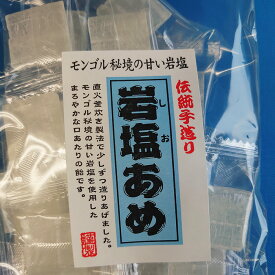 モンゴル秘境の甘い岩塩
伝統手造り
岩塩あめ
しお
直火釜炊き製法で少しずつ造りあげました。
モンゴル秘境の甘い岩塩を使用した
まろやかな口あたりの飴です。